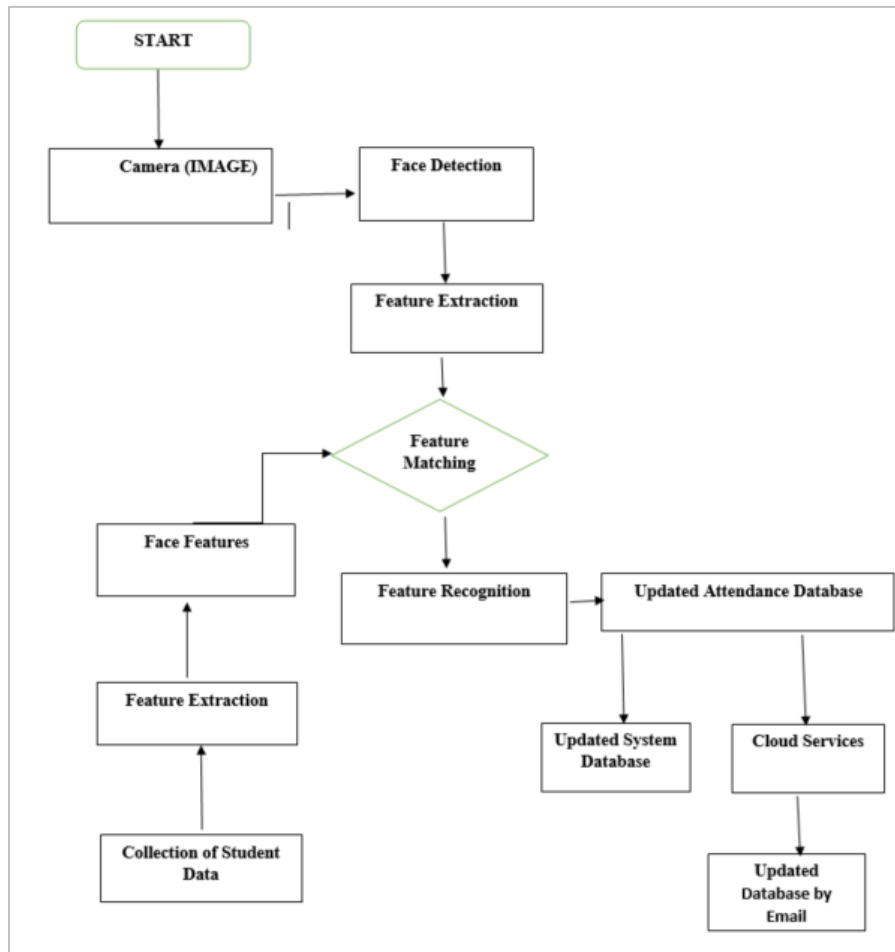 START
Camera (IMAGE)
Face Detection
Feature Extraction
Feature
Matching
Face Features
Feature Recognition
Updated Attendance Database
Feature Extraction
Updated System
Database
Cloud Services
Collection of Student
Data
Updated
Database by
Email